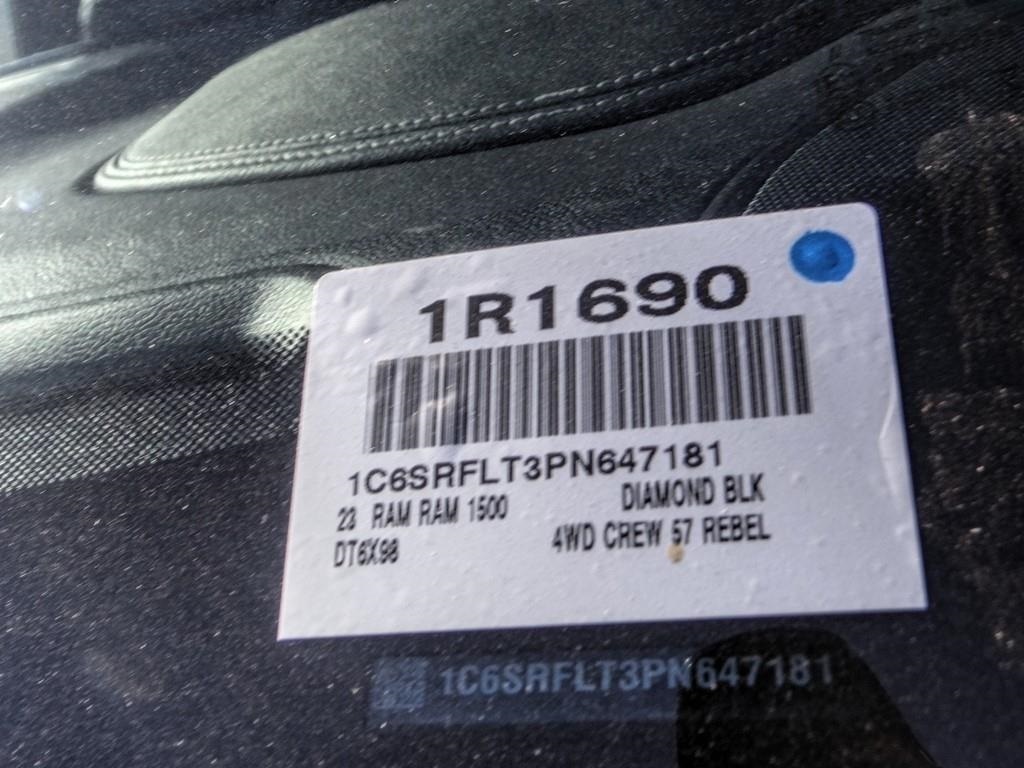 1R1690
1C6SRFLT3PN647181
23 RAM RAM 1500 DIAMOND BLK
DT6X98 4WD CREW 57 REBEL
1C6SRFLT3PN647181